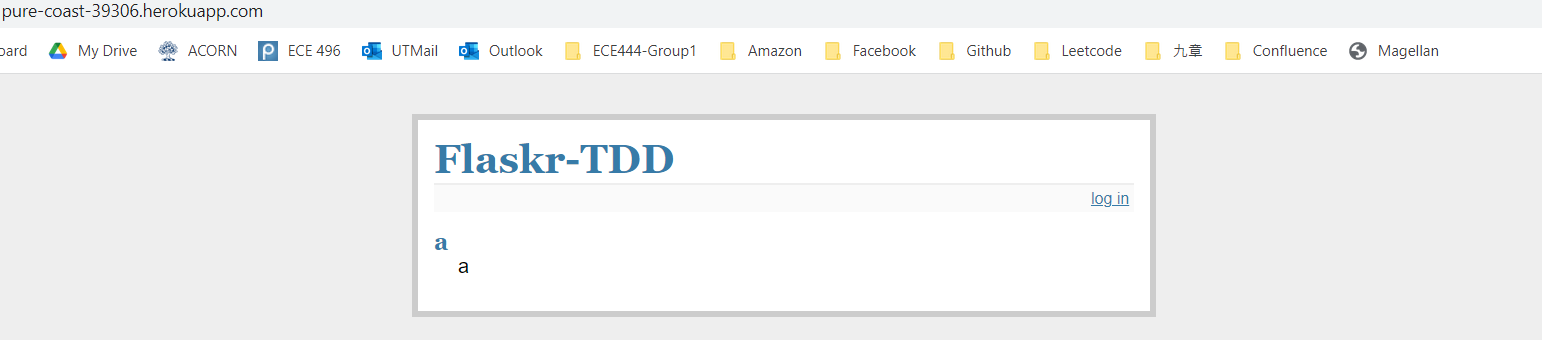 pure-coast-39306.herokuapp.com
oard My Drive ACORN ECE 496 UTMail Outlook ECE444-Group1 Amazon Facebook Github Leetcode 九章 Confluence Magellan
Flaskr-TDD
log in
a
a